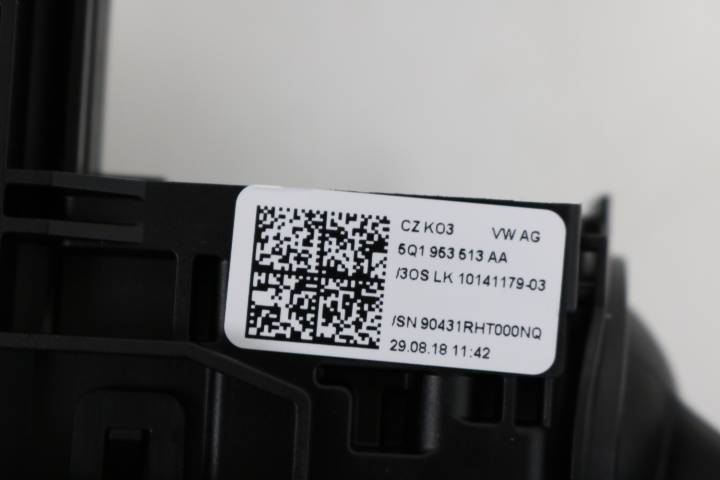 CZ KO3 VW AG
5Q1 953 513 AA
/3OS LK 10141179-03
/SN 90431RHT000NQ
29.08.18 11:42